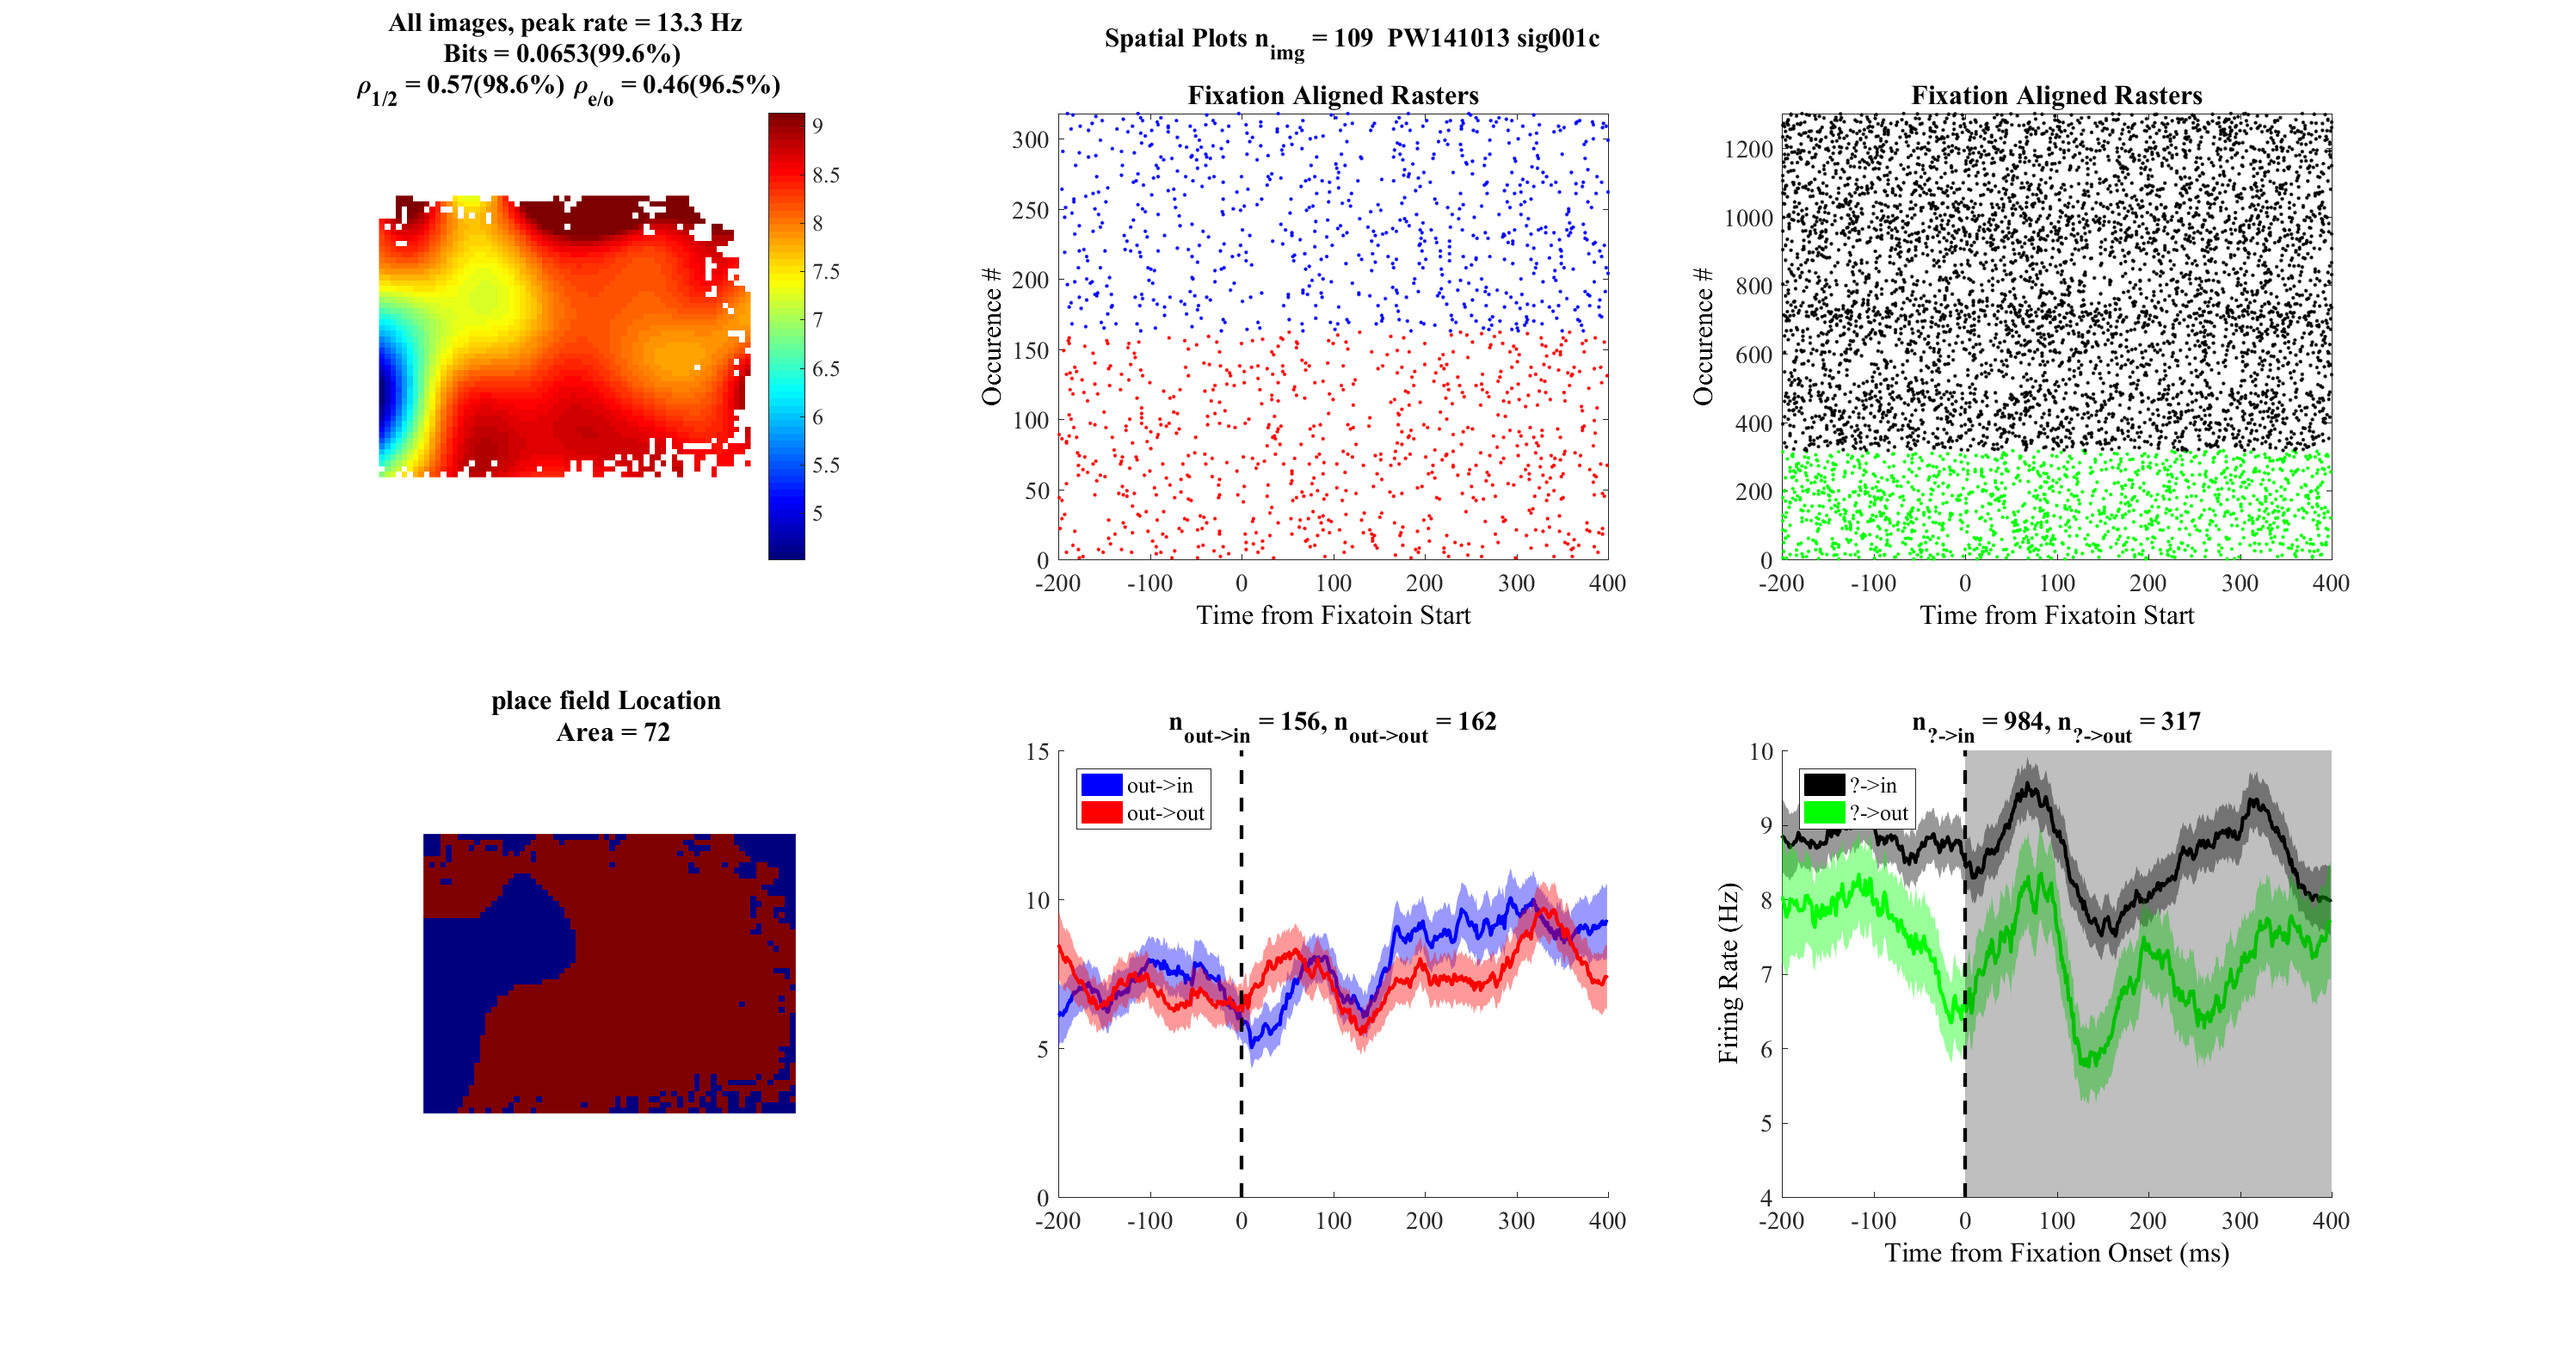 All images, peak rate = 13.3 Hz
Bits = 0.0653(99.6%)
ρ1/2 = 0.57(98.6%) ρe/o = 0.46(96.5%)
9
8.5
8
7.5
7
6.5
6
5.5
5
Spatial Plots nimg = 109 PW141013 sig001c
Fixation Aligned Rasters
Occurence #
300
250
200
150
100
50
0
-200 -100 0 100 200 300 400
Time from Fixatoin Start
Fixation Aligned Rasters
Occurence #
1200
1000
800
600
400
200
0
-200 -100 0 100 200 300 400
Time from Fixatoin Start
place field Location
Area = 72
nout->in = 156, nout->out = 162
15
10
5
0
out->in
out->out
-200 -100 0 100 200 300 400
n?->in = 984, n?->out = 317
Firing Rate (Hz)
10
9
8
7
6
5
4
?->in
?->out
-200 -100 0 100 200 300 400
Time from Fixation Onset (ms)